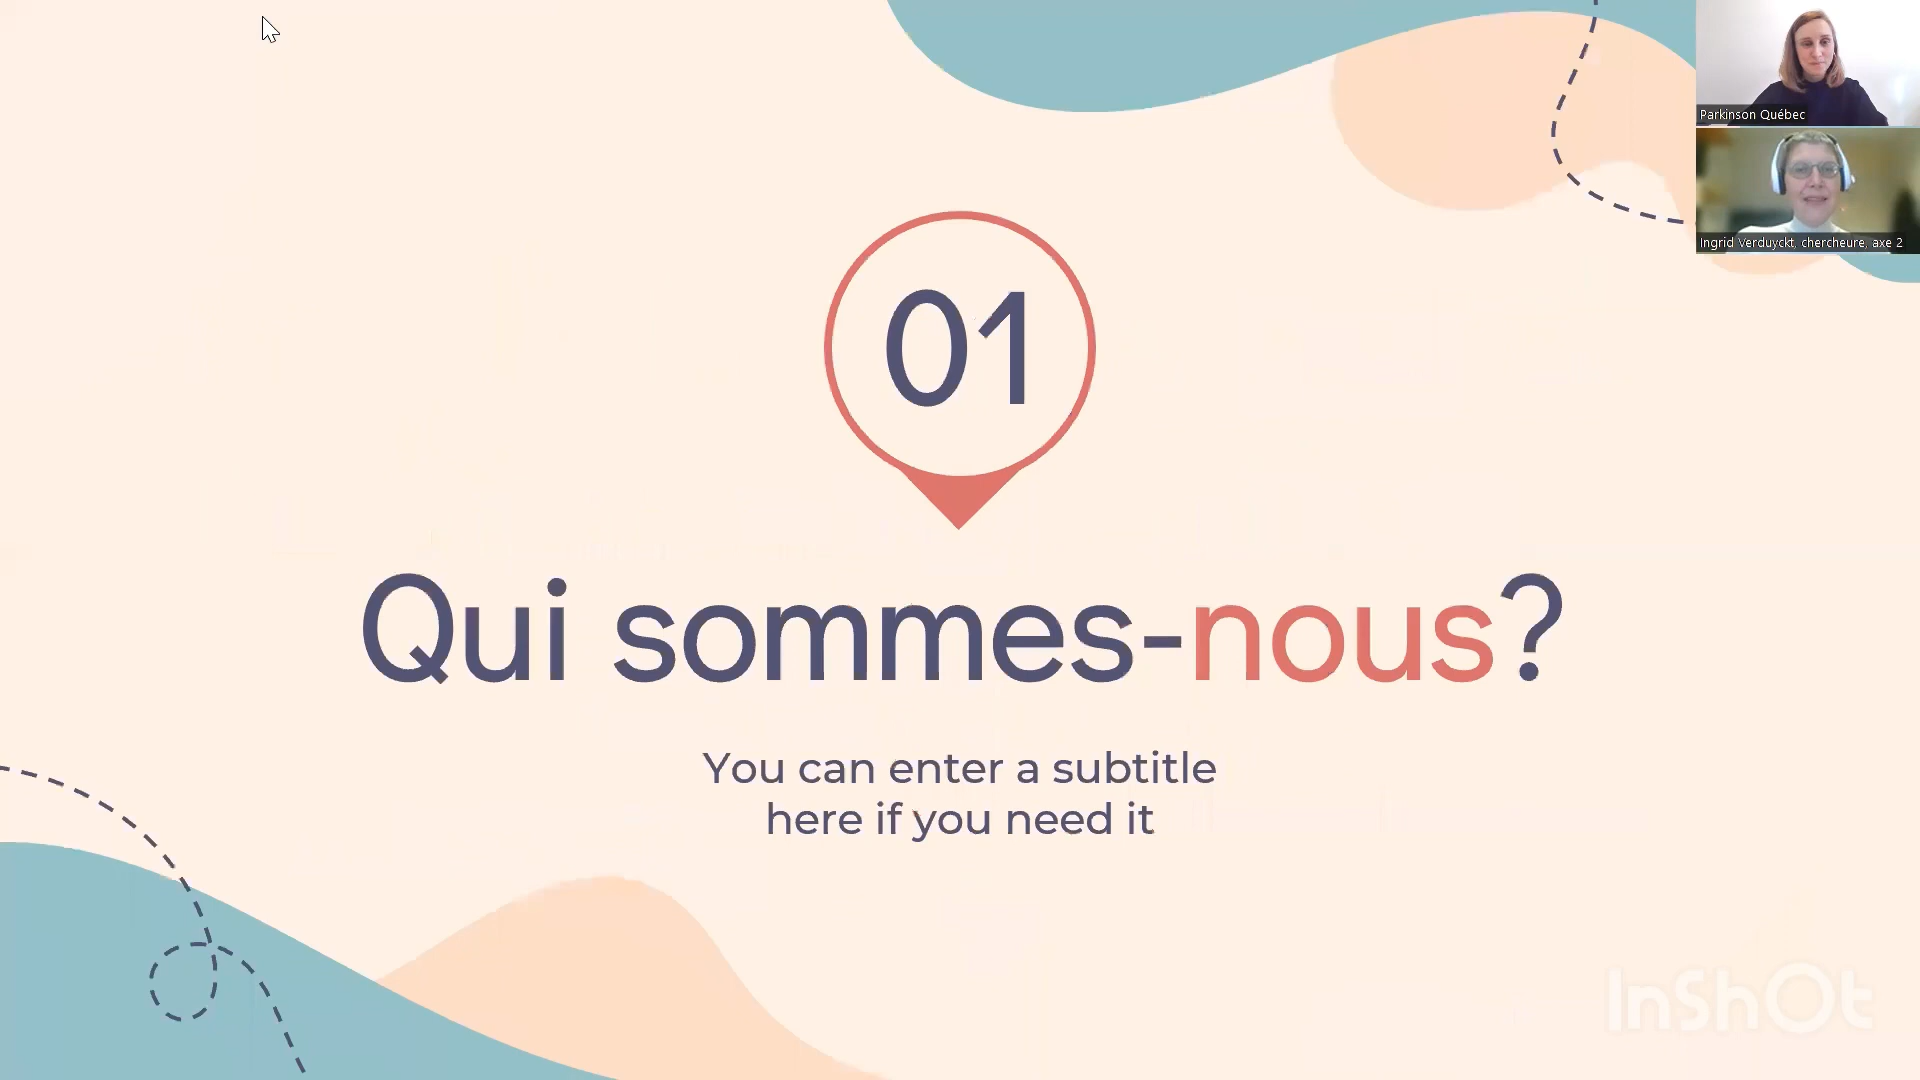 Parkinson Québec
Ingrid Verduyckt, chercheure, axe 2
01
Qui sommes-nous?
You can enter a subtitle
here if you need it
InShOt